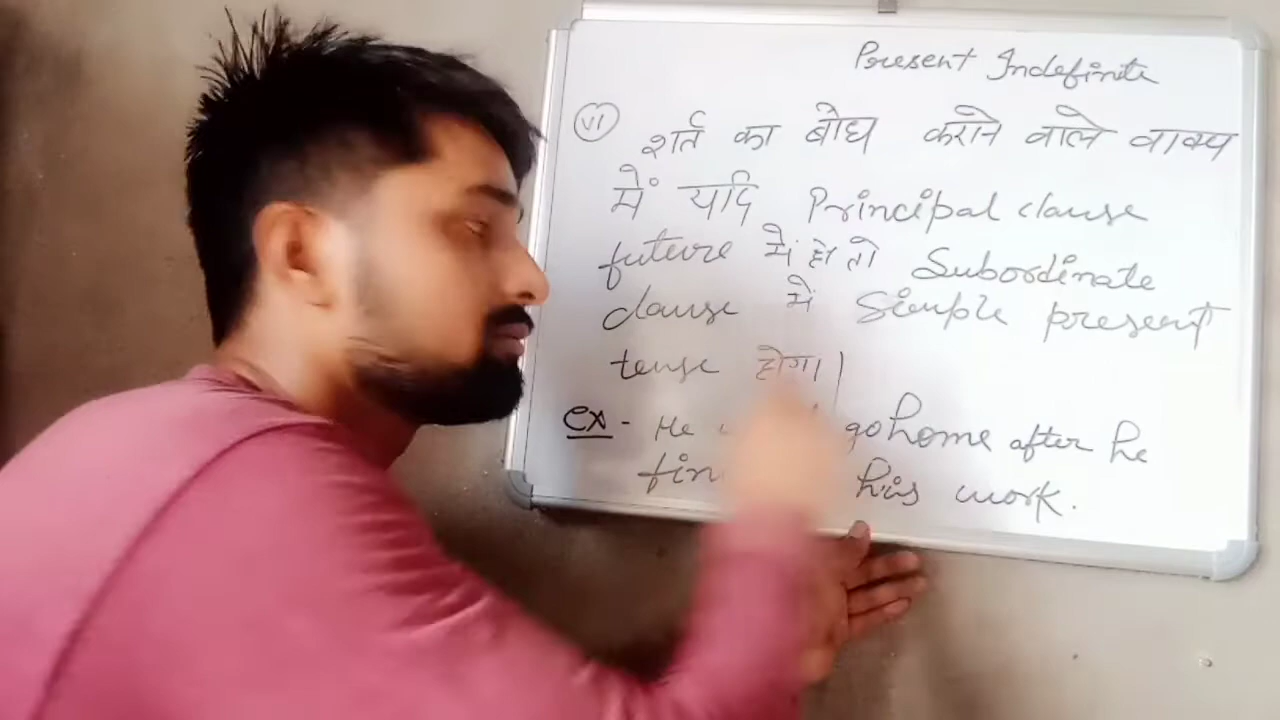 Present Indefinite
(vi)
शर्त का बोध कराने वाले वाक्य
में यदि Principal clause
future में हो तो Subordinate
clause में Simple present
tense होगा।
ex - He go home after he
his work.